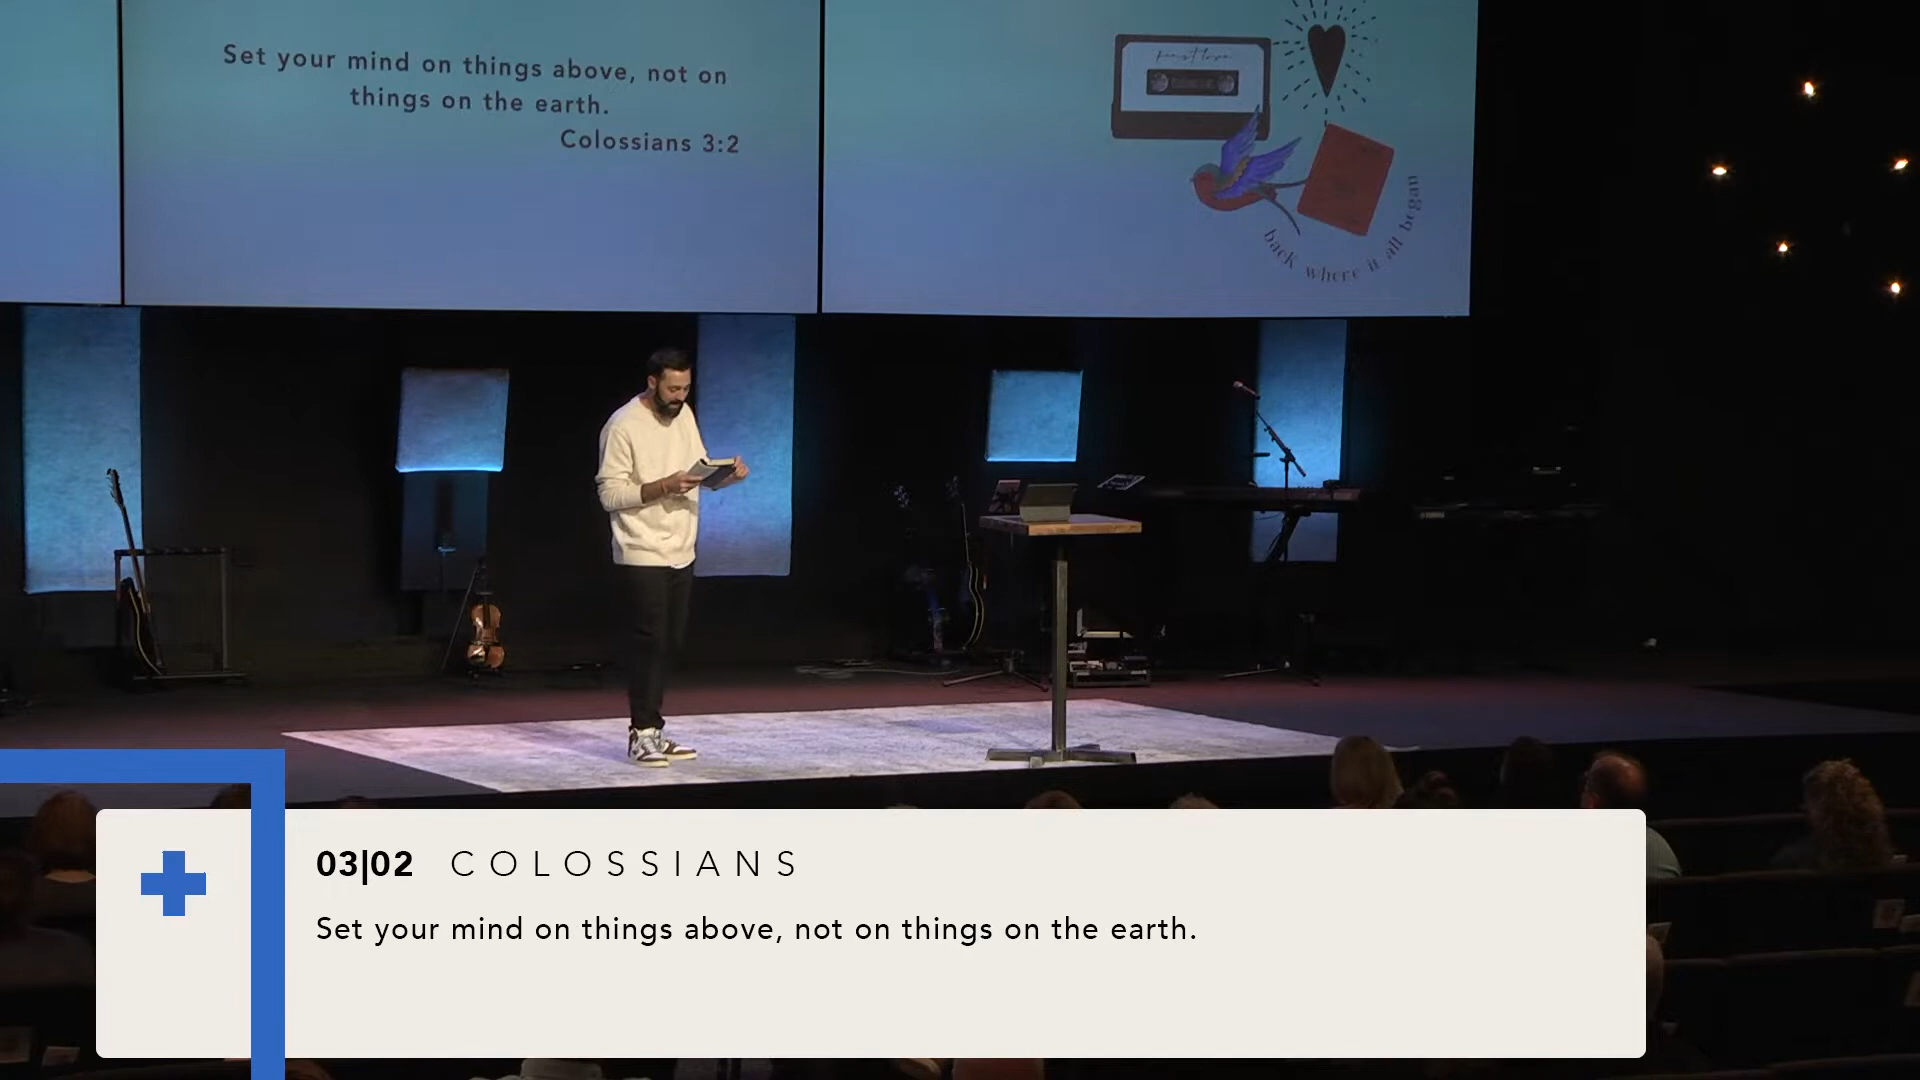 Set your mind on things above, not on
things on the earth.
Colossians 3:2
back where it all began
03|02 COLOSSIANS
Set your mind on things above, not on things on the earth.